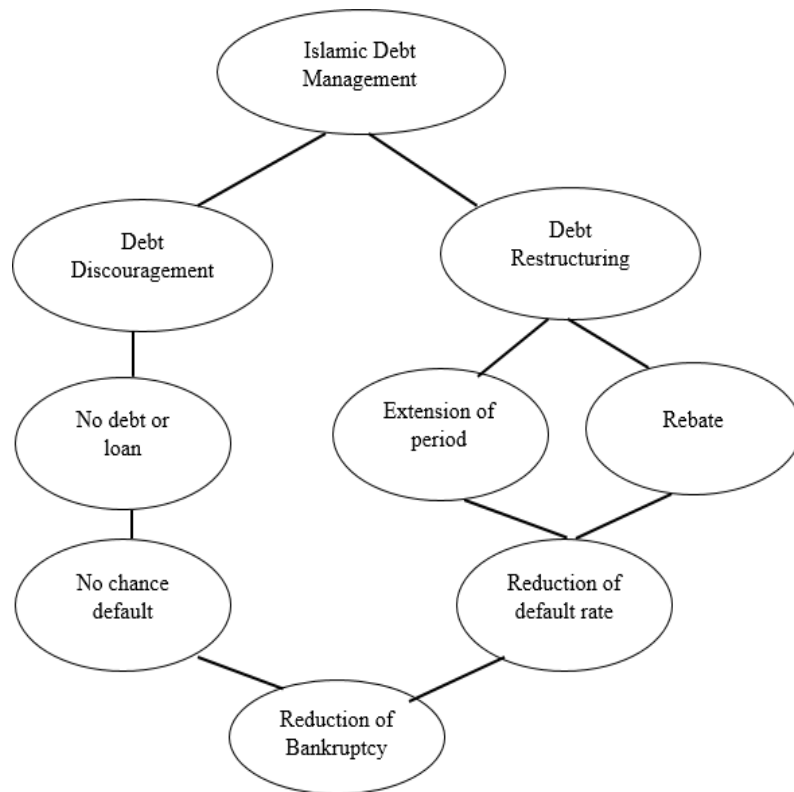 Islamic Debt
Management
Debt
Discouragement
Debt
Restructuring
No debt or
loan
Extension of
period
Rebate
No chance
default
Reduction of
default rate
Reduction of
Bankruptcy